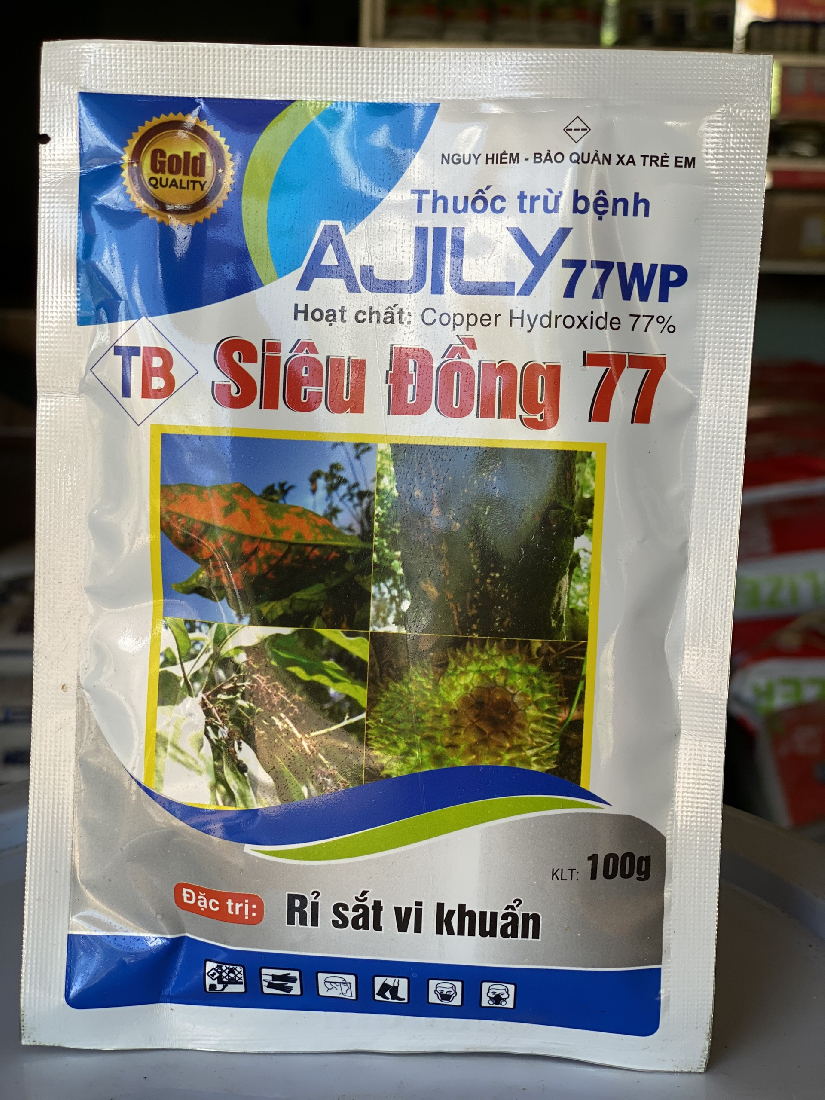 Gold
QUALITY
NGUY HIỂM - BẢO QUẢN XA TRẺ EM
Thuốc trừ bệnh
AJILY 77WP
Hoạt chất: Copper Hydroxide 77%
TB
Siêu Đồng 77
KLT: 100g
Đặc trị: Rỉ sắt vi khuẩn